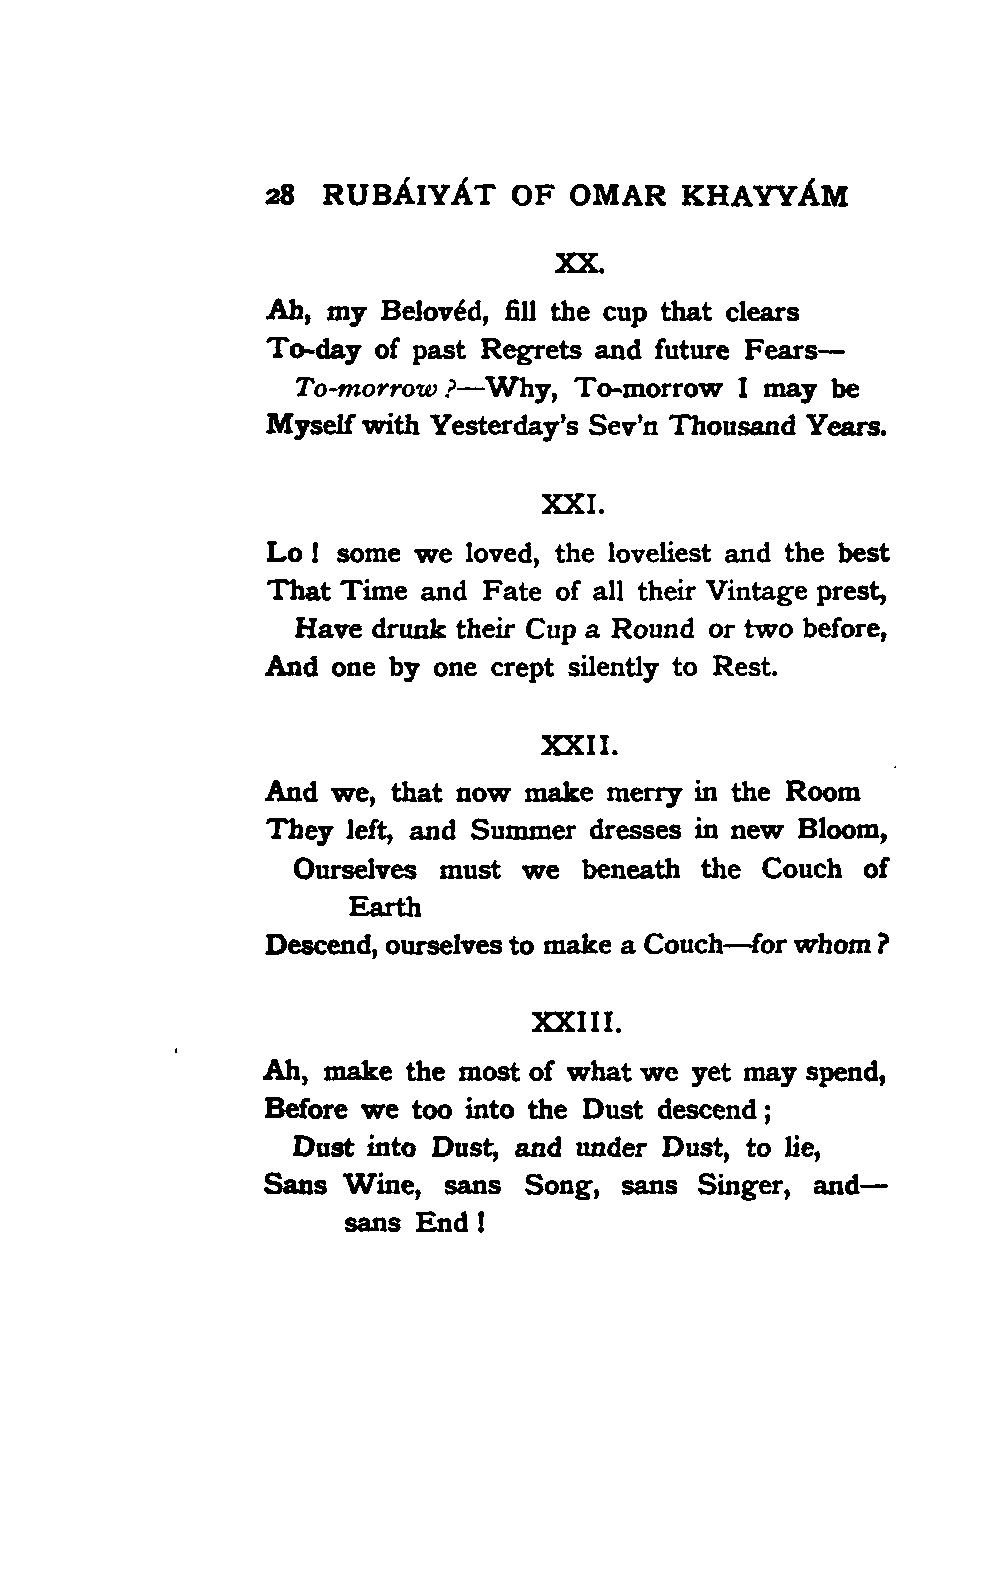 28 RUBÁIYÁT OF OMAR KHAYYÁM
XX.
Ah, my Belovéd, fill the cup that clears
To-day of past Regrets and future Fears—
To-morrow ?—Why, To-morrow I may be
Myself with Yesterday's Sev'n Thousand Years.
XXI.
Lo ! some we loved, the loveliest and the best
That Time and Fate of all their Vintage prest,
Have drunk their Cup a Round or two before,
And one by one crept silently to Rest.
XXII.
And we, that now make merry in the Room
They left, and Summer dresses in new Bloom,
Ourselves must we beneath the Couch of
Earth
Descend, ourselves to make a Couch—for whom ?
XXIII.
Ah, make the most of what we yet may spend,
Before we too into the Dust descend ;
Dust into Dust, and under Dust, to lie,
Sans Wine, sans Song, sans Singer, and—
sans End !